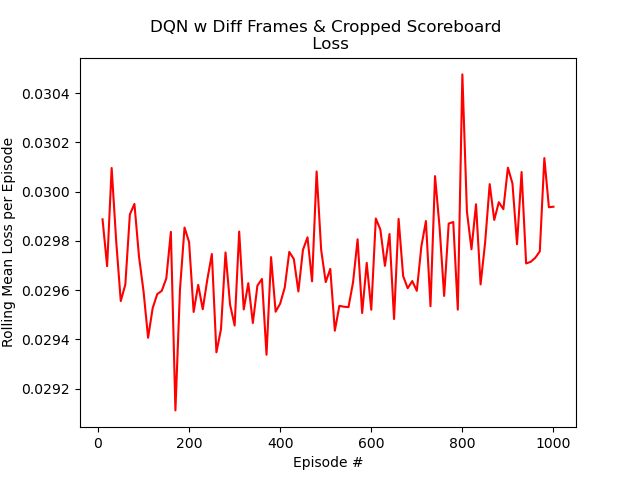 DQN w Diff Frames & Cropped Scoreboard
Loss
Rolling Mean Loss per Episode
0.0304
0.0302
0.0300
0.0298
0.0296
0.0294
0.0292
0 200 400 600 800 1000
Episode #